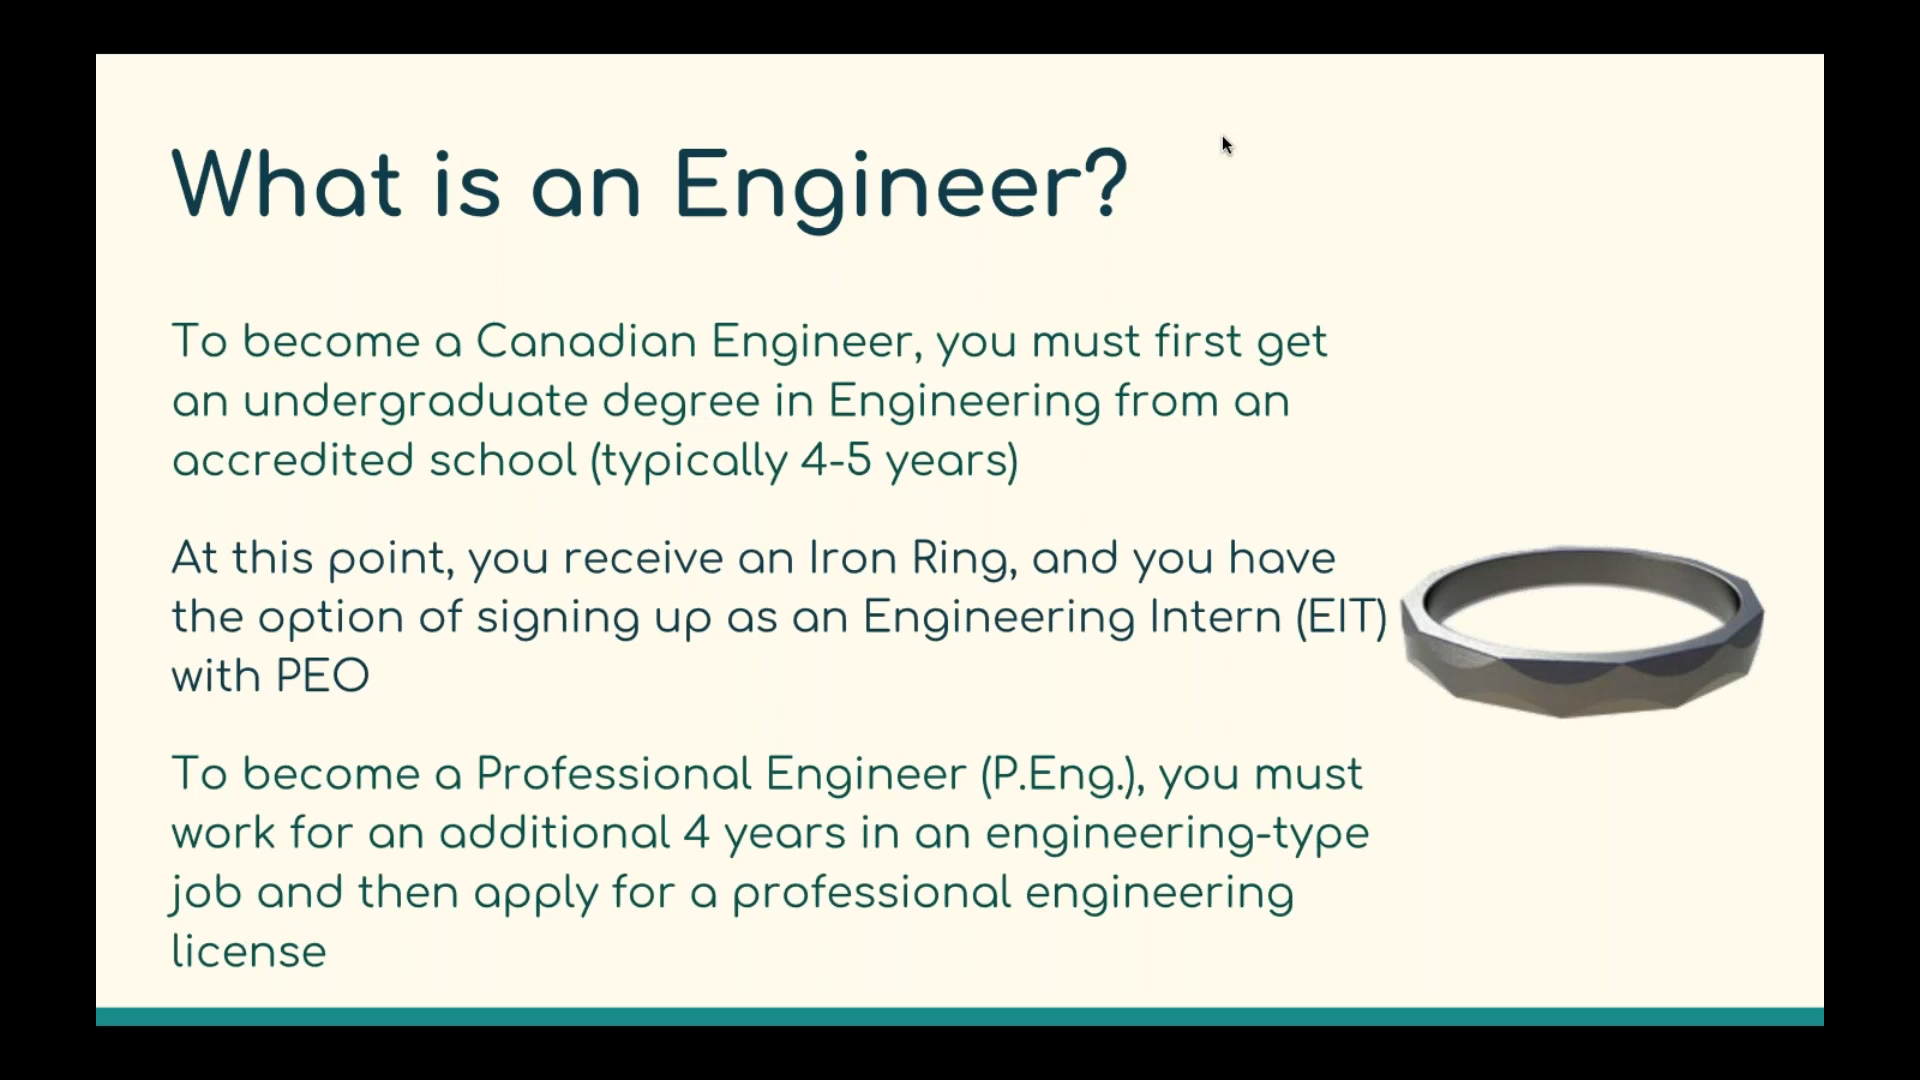 What is an Engineer?
To become a Canadian Engineer, you must first get
an undergraduate degree in Engineering from an
accredited school (typically 4-5 years)
At this point, you receive an Iron Ring, and you have
the option of signing up as an Engineering Intern (EIT)
with PEO
To become a Professional Engineer (P.Eng.), you must
work for an additional 4 years in an engineering-type
job and then apply for a professional engineering
license